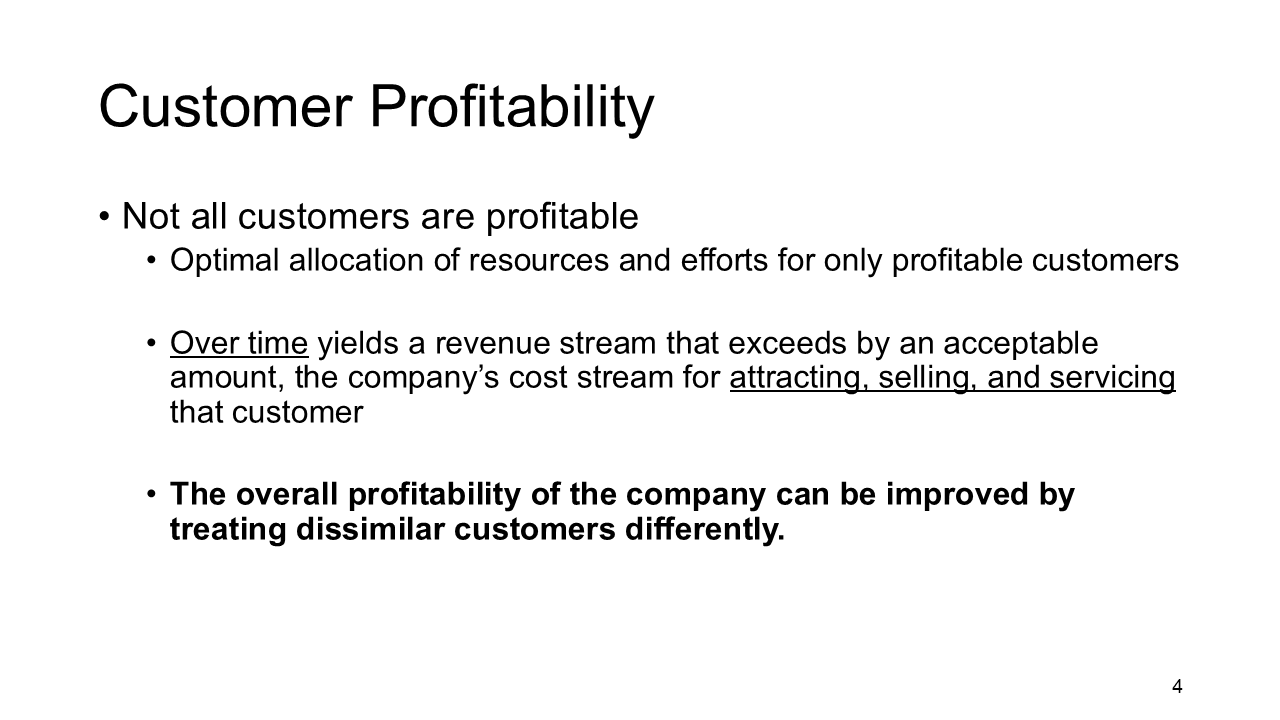 Customer Profitability
• Not all customers are profitable
• Optimal allocation of resources and efforts for only profitable customers
• Over time yields a revenue stream that exceeds by an acceptable
amount, the company’s cost stream for attracting, selling, and servicing
that customer
• The overall profitability of the company can be improved by
treating dissimilar customers differently.
4